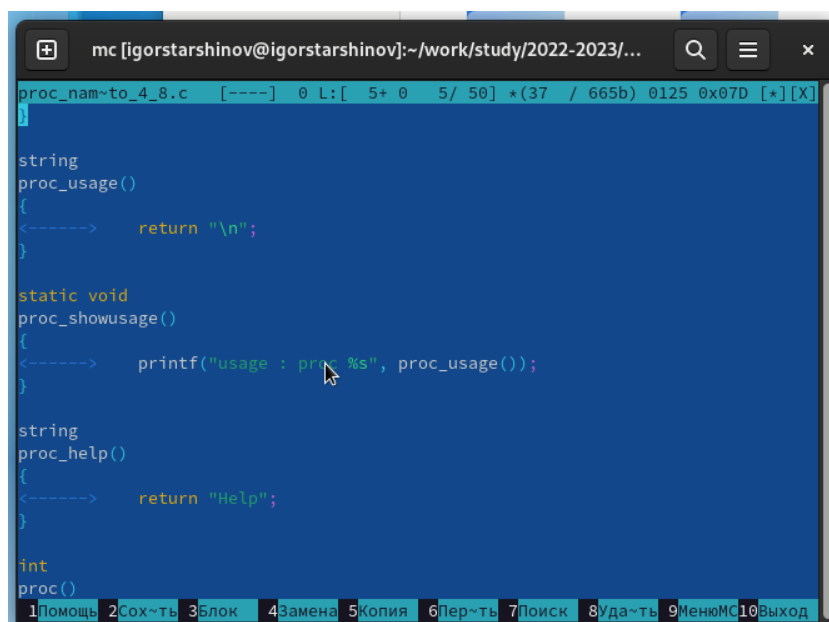 mc [igorstarshinov@igorstarshinov]:~/work/study/2022-2023/...
proc_nam~to_4_8.c [----] 0 L:[ 5+ 0 5/ 50] *(37 / 665b) 0125 0x07D [*][X]
}
string
proc_usage()
{
<------> return "\n";
}
static void
proc_showusage()
{
<------> printf("usage : proc %s", proc_usage());
}
string
proc_help()
{
<------> return "Help";
}
int
proc()
1Помощь 2Сох~ть 3Блок 4Замена 5Копия 6Пер~ть 7Поиск 8Уда~ть 9МенюMC10Выход